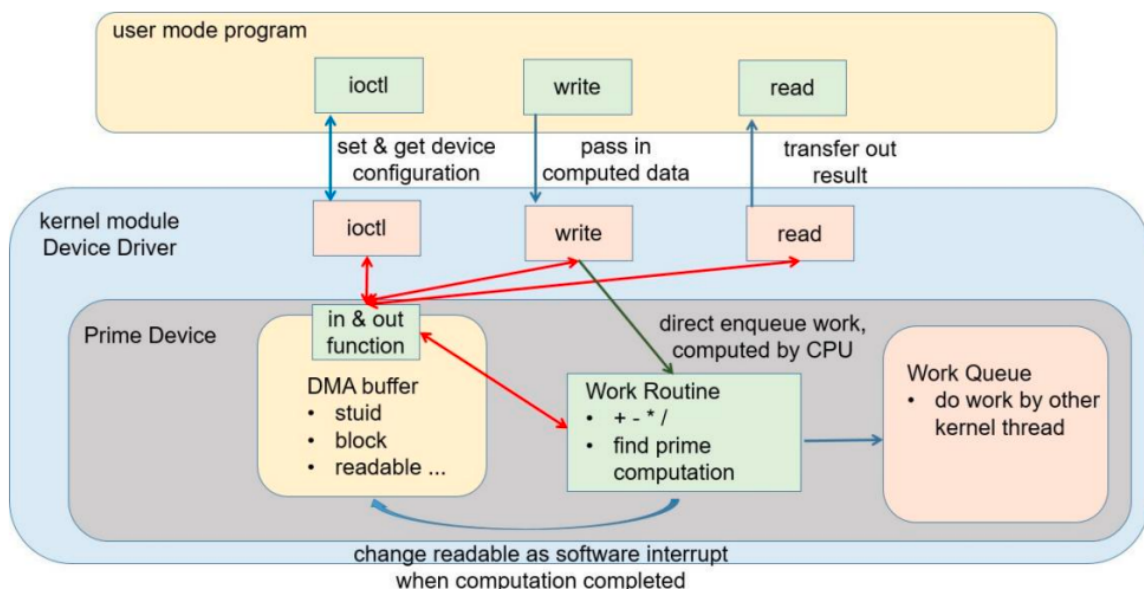 user mode program
ioctl
write
read
set & get device
configuration
pass in
computed data
transfer out
result
kernel module
Device Driver
ioctl
write
read
Prime Device
in & out
function
direct enqueue work,
computed by CPU
DMA buffer
• stuid
• block
• readable ...
Work Routine
• + - * /
• find prime
computation
Work Queue
• do work by other
kernel thread
change readable as software interrupt
when computation completed